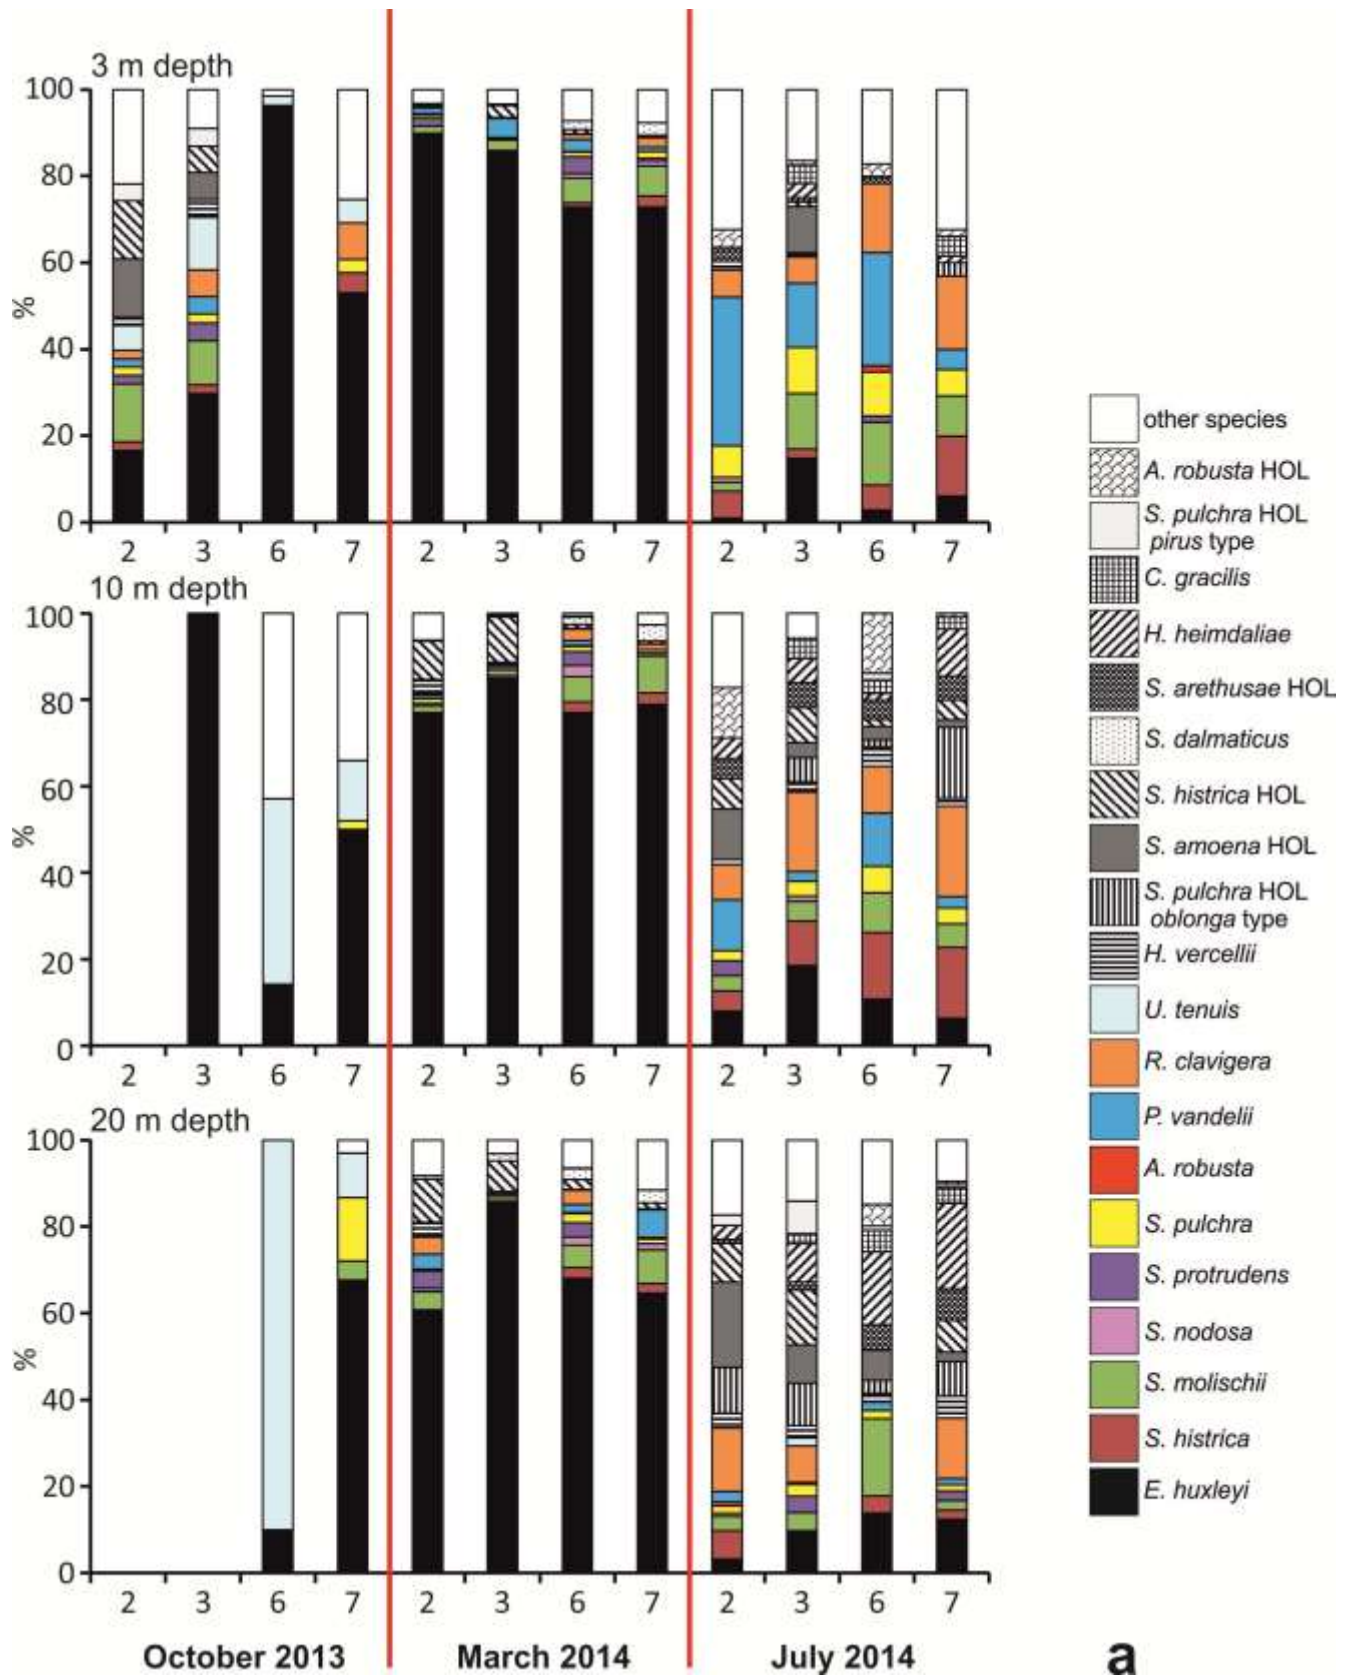 3 m depth
100
80
60
40
20
0
%
2 3 6 7 2 3 6 7 2 3 6 7
10 m depth
100
80
60
40
20
0
%
2 3 6 7 2 3 6 7 2 3 6 7
20 m depth
100
80
60
40
20
0
%
2 3 6 7 2 3 6 7 2 3 6 7
October 2013 March 2014 July 2014
other species
A. robusta HOL
S. pulchra HOL
pirus type
C. gracilis
H. heimdaliae
S. arethusae HOL
S. dalmaticus
S. histrica HOL
S. amoena HOL
S. pulchra HOL
oblonga type
H. vercellii
U. tenuis
R. clavigera
P. vandelii
A. robusta
S. pulchra
S. protrudens
S. nodosa
S. molischii
S. histrica
E. huxleyi
a